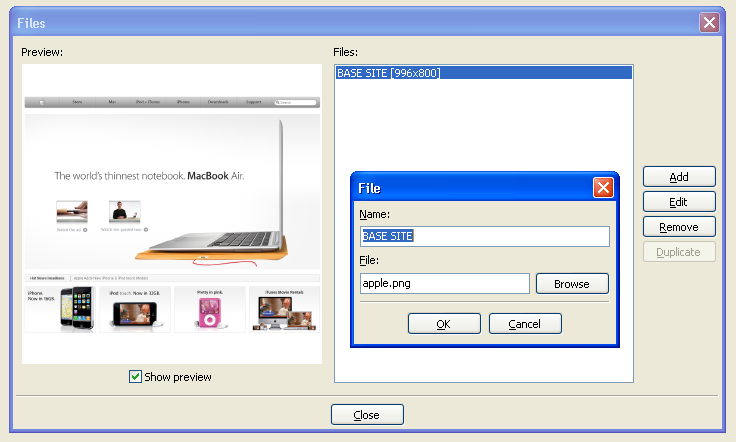 Files
Preview:
Files:
BASE SITE [996x800]
Store Mac iPod + iTunes iPhone Downloads Support Search
The world's thinnest notebook. MacBook Air.
Watch the ad
Watch the guided tour
Hot News Headlines
iPhone.
Now in 16GB.
iPod touch. Now in 32GB.
Pretty in pink.
iTunes Movie Rentals
Show preview
File
Name:
BASE SITE
File:
apple.png
Browse
OK
Cancel
Add
Edit
Remove
Duplicate
Close